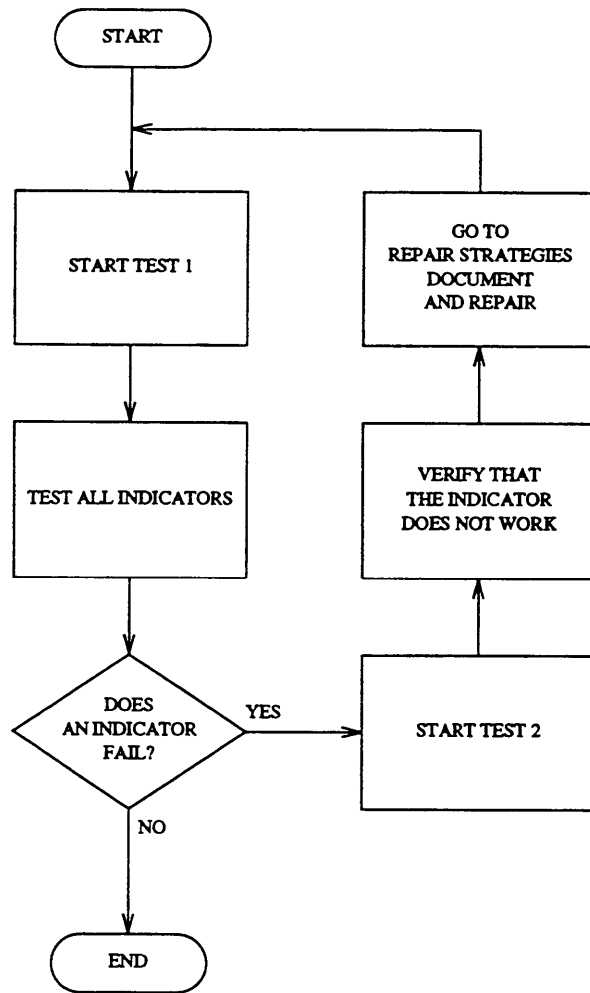 START
START TEST 1
TEST ALL INDICATORS
DOES
AN INDICATOR
FAIL?
YES
NO
END
START TEST 2
VERIFY THAT
THE INDICATOR
DOES NOT WORK
GO TO
REPAIR STRATEGIES
DOCUMENT
AND REPAIR